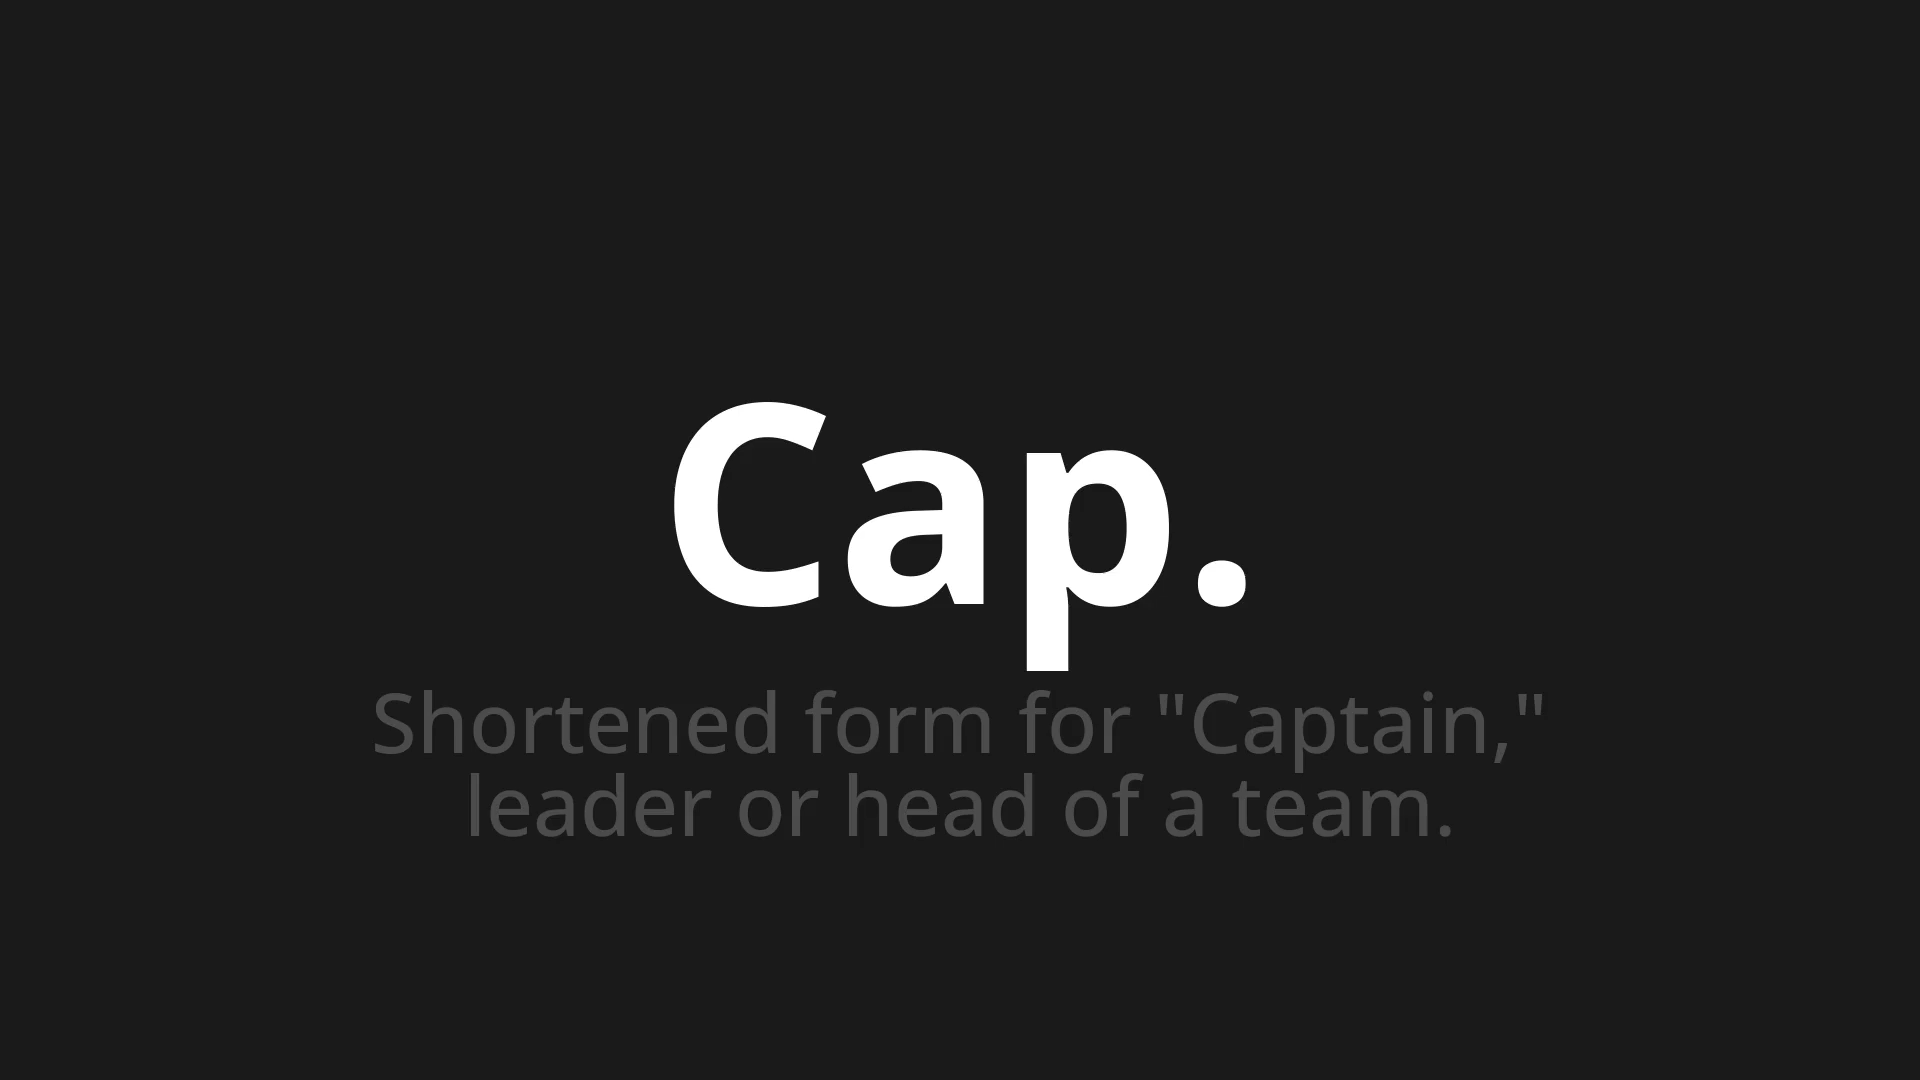 Cap.
Shortened form for "Captain,"
leader or head of a team.